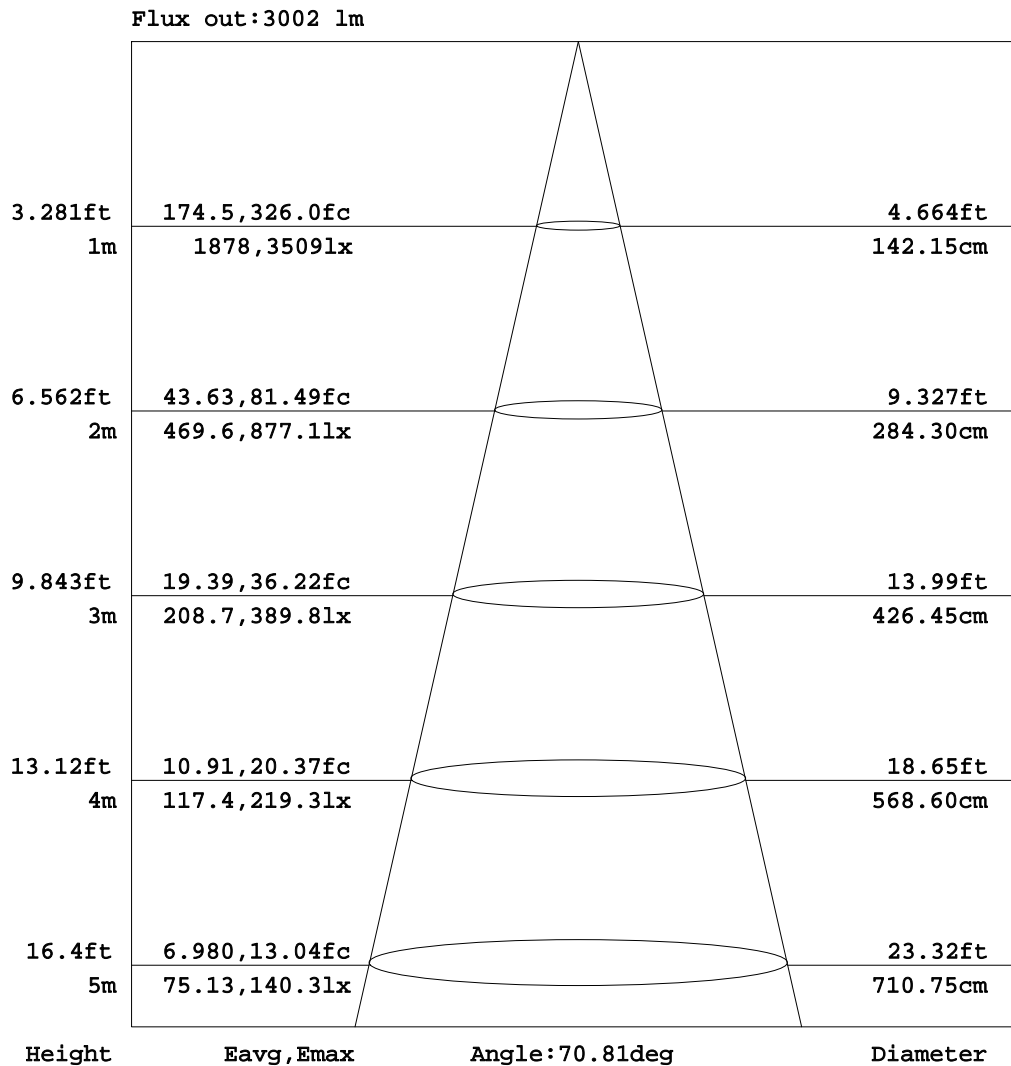 Flux out:3002 lm
3.281ft 174.5,326.0fc 4.664ft
1m 1878,3509lx 142.15cm
6.562ft 43.63,81.49fc 9.327ft
2m 469.6,877.1lx 284.30cm
9.843ft 19.39,36.22fc 13.99ft
3m 208.7,389.8lx 426.45cm
13.12ft 10.91,20.37fc 18.65ft
4m 117.4,219.3lx 568.60cm
16.4ft 6.980,13.04fc 23.32ft
5m 75.13,140.3lx 710.75cm
Height Eavg,Emax Angle:70.81deg Diameter